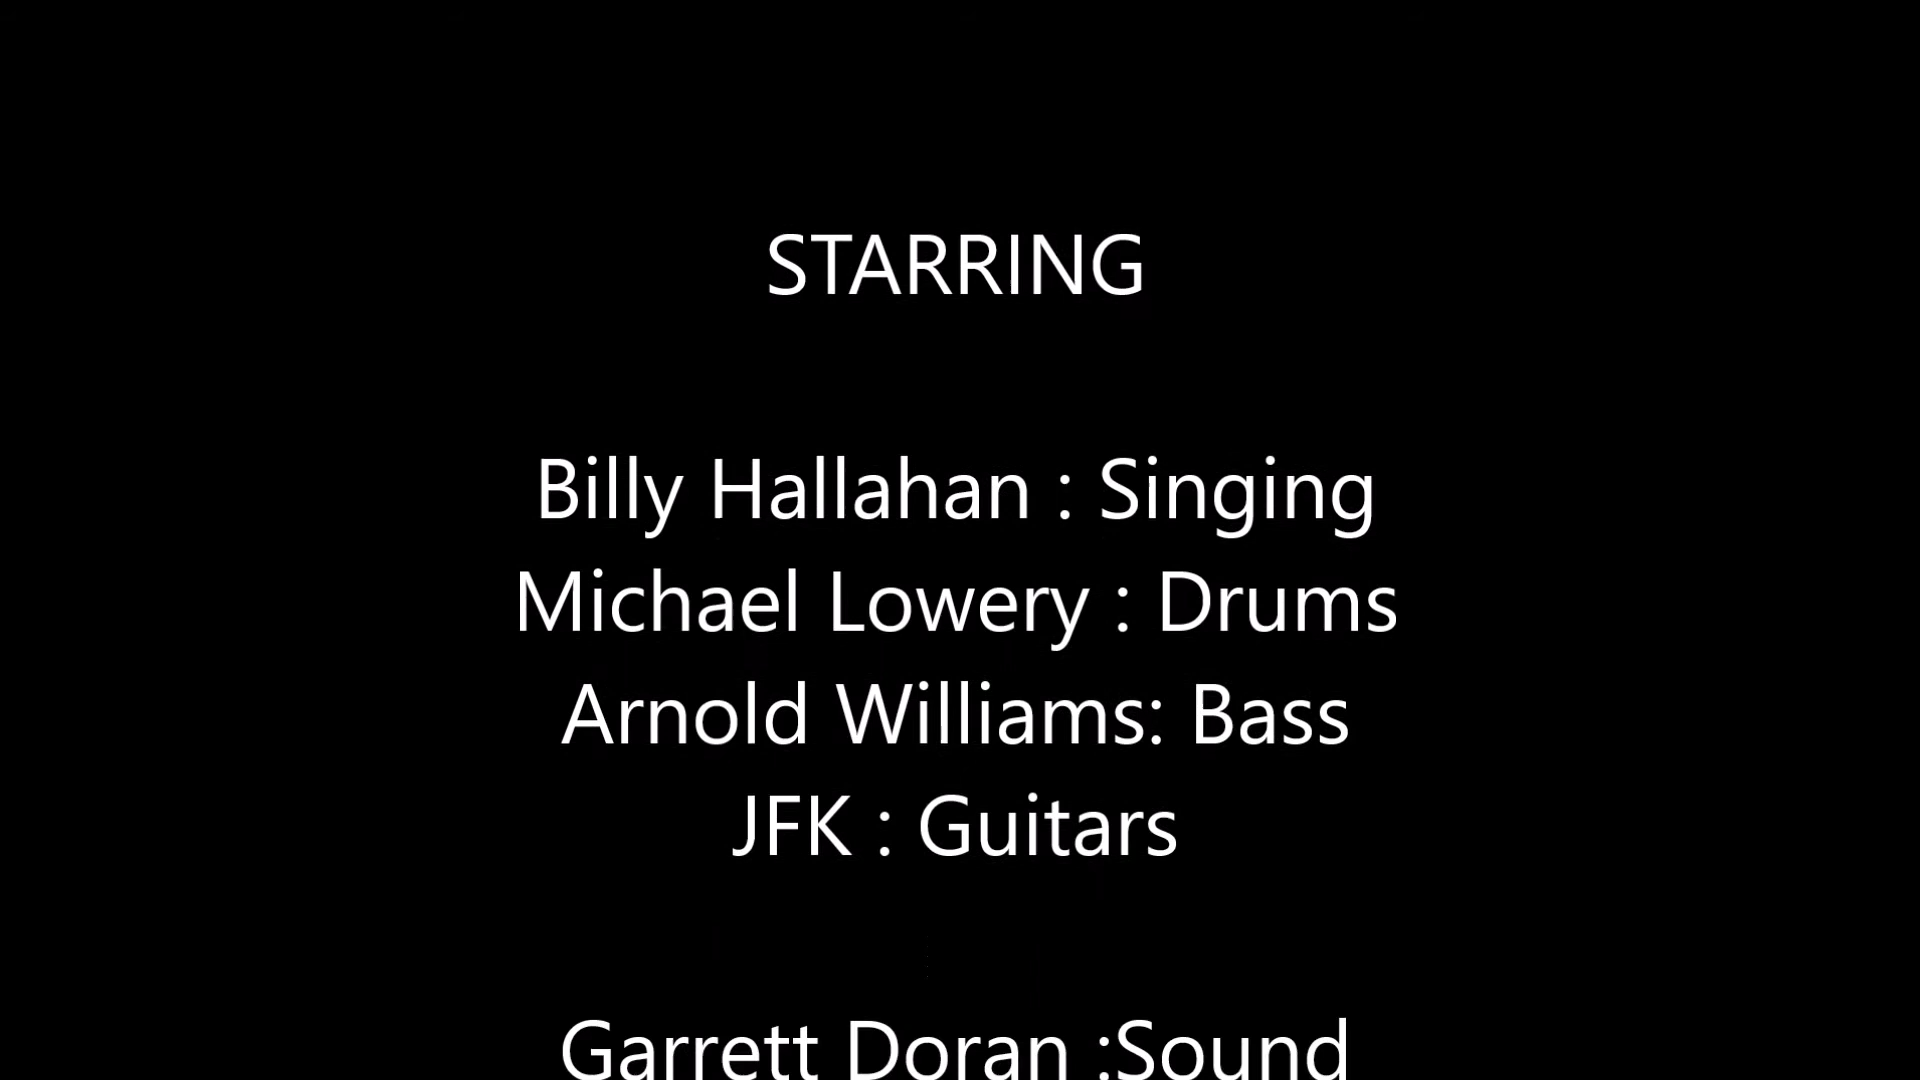 STARRING
Billy Hallahan : Singing
Michael Lowery : Drums
Arnold Williams: Bass
JFK : Guitars
Garrett Doran :Sound